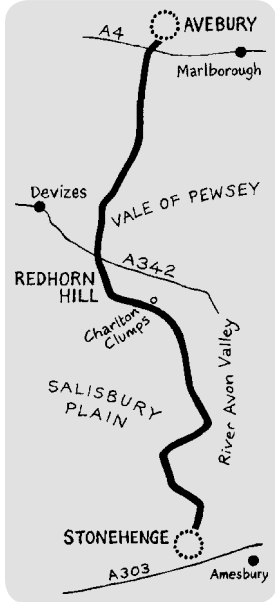 AVEBURY
A4
Marlborough
Devizes
VALE OF PEWSEY
A342
REDHORN
HILL
Charlton
Clumps
River Avon Valley
SALISBURY
PLAIN
STONEHENGE
A303
Amesbury